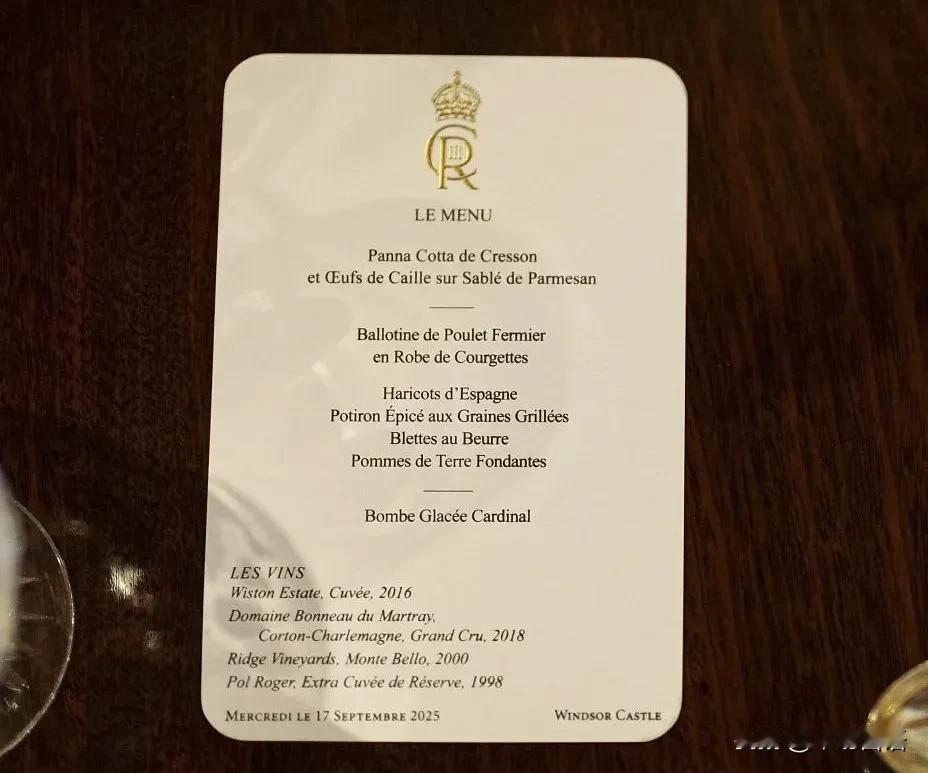 CR III
LE MENU
Panna Cotta de Cresson
et Œufs de Caille sur Sablé de Parmesan
Ballotine de Poulet Fermier
en Robe de Courgettes
Haricots d’Espagne
Potiron Épicé aux Graines Grillées
Blettes au Beurre
Pommes de Terre Fondantes
Bombe Glacée Cardinal
LES VINS
Wiston Estate, Cuvée, 2016
Domaine Bonneau du Martray,
Corton-Charlemagne, Grand Cru, 2018
Ridge Vineyards, Monte Bello, 2000
Pol Roger, Extra Cuvée de Réserve, 1998
MERCREDI LE 17 SEPTEMBRE 2025 WINDSOR CASTLE